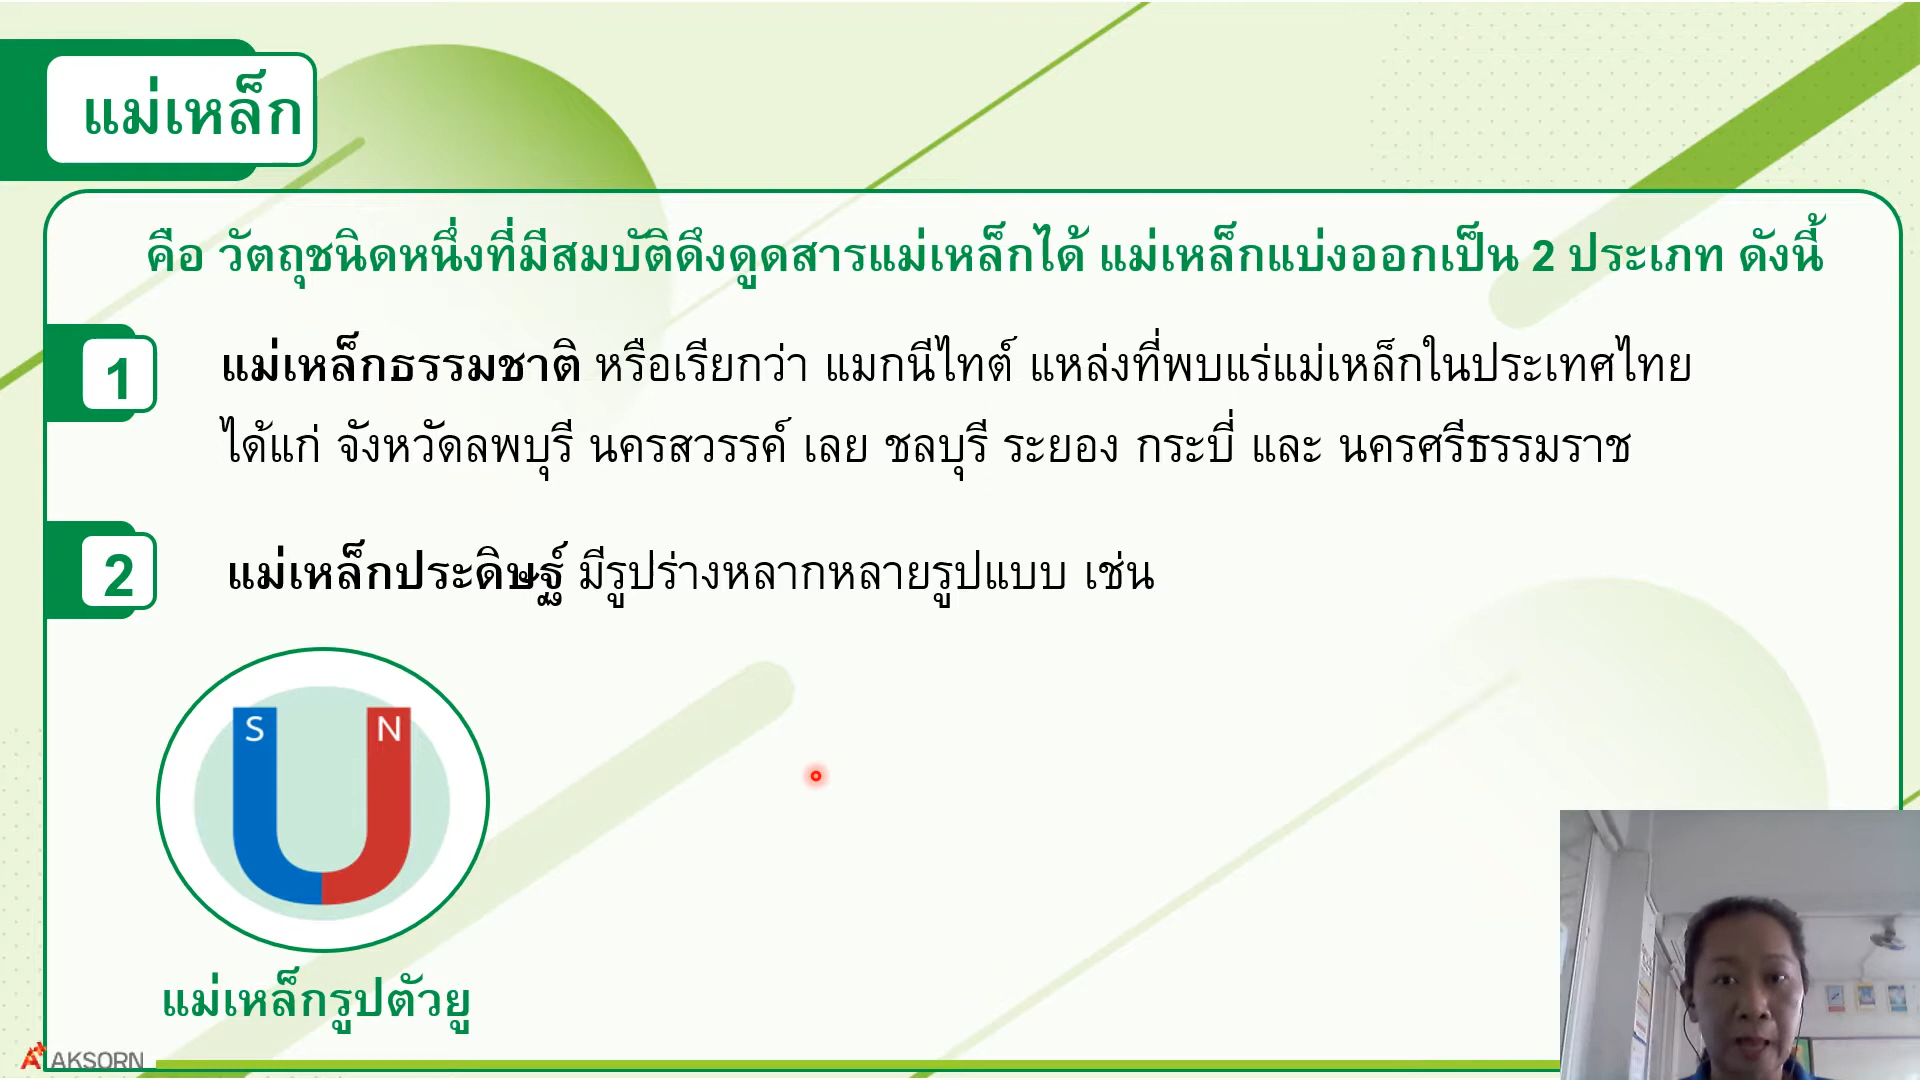 แม่เหล็ก
คือ วัตถุชนิดหนึ่งที่มีสมบัติดึงดูดสารแม่เหล็กได้ แม่เหล็กแบ่งออกเป็น 2 ประเภท ดังนี้
1
แม่เหล็กธรรมชาติ หรือเรียกว่า แมกนีไทต์ แหล่งที่พบแร่แม่เหล็กในประเทศไทย
ได้แก่ จังหวัดลพบุรี นครสวรรค์ เลย ชลบุรี ระยอง กระบี่ และ นครศรีธรรมราช
2
แม่เหล็กประดิษฐ์ มีรูปร่างหลากหลายรูปแบบ เช่น
S N
แม่เหล็กรูปตัวยู
AKSORN